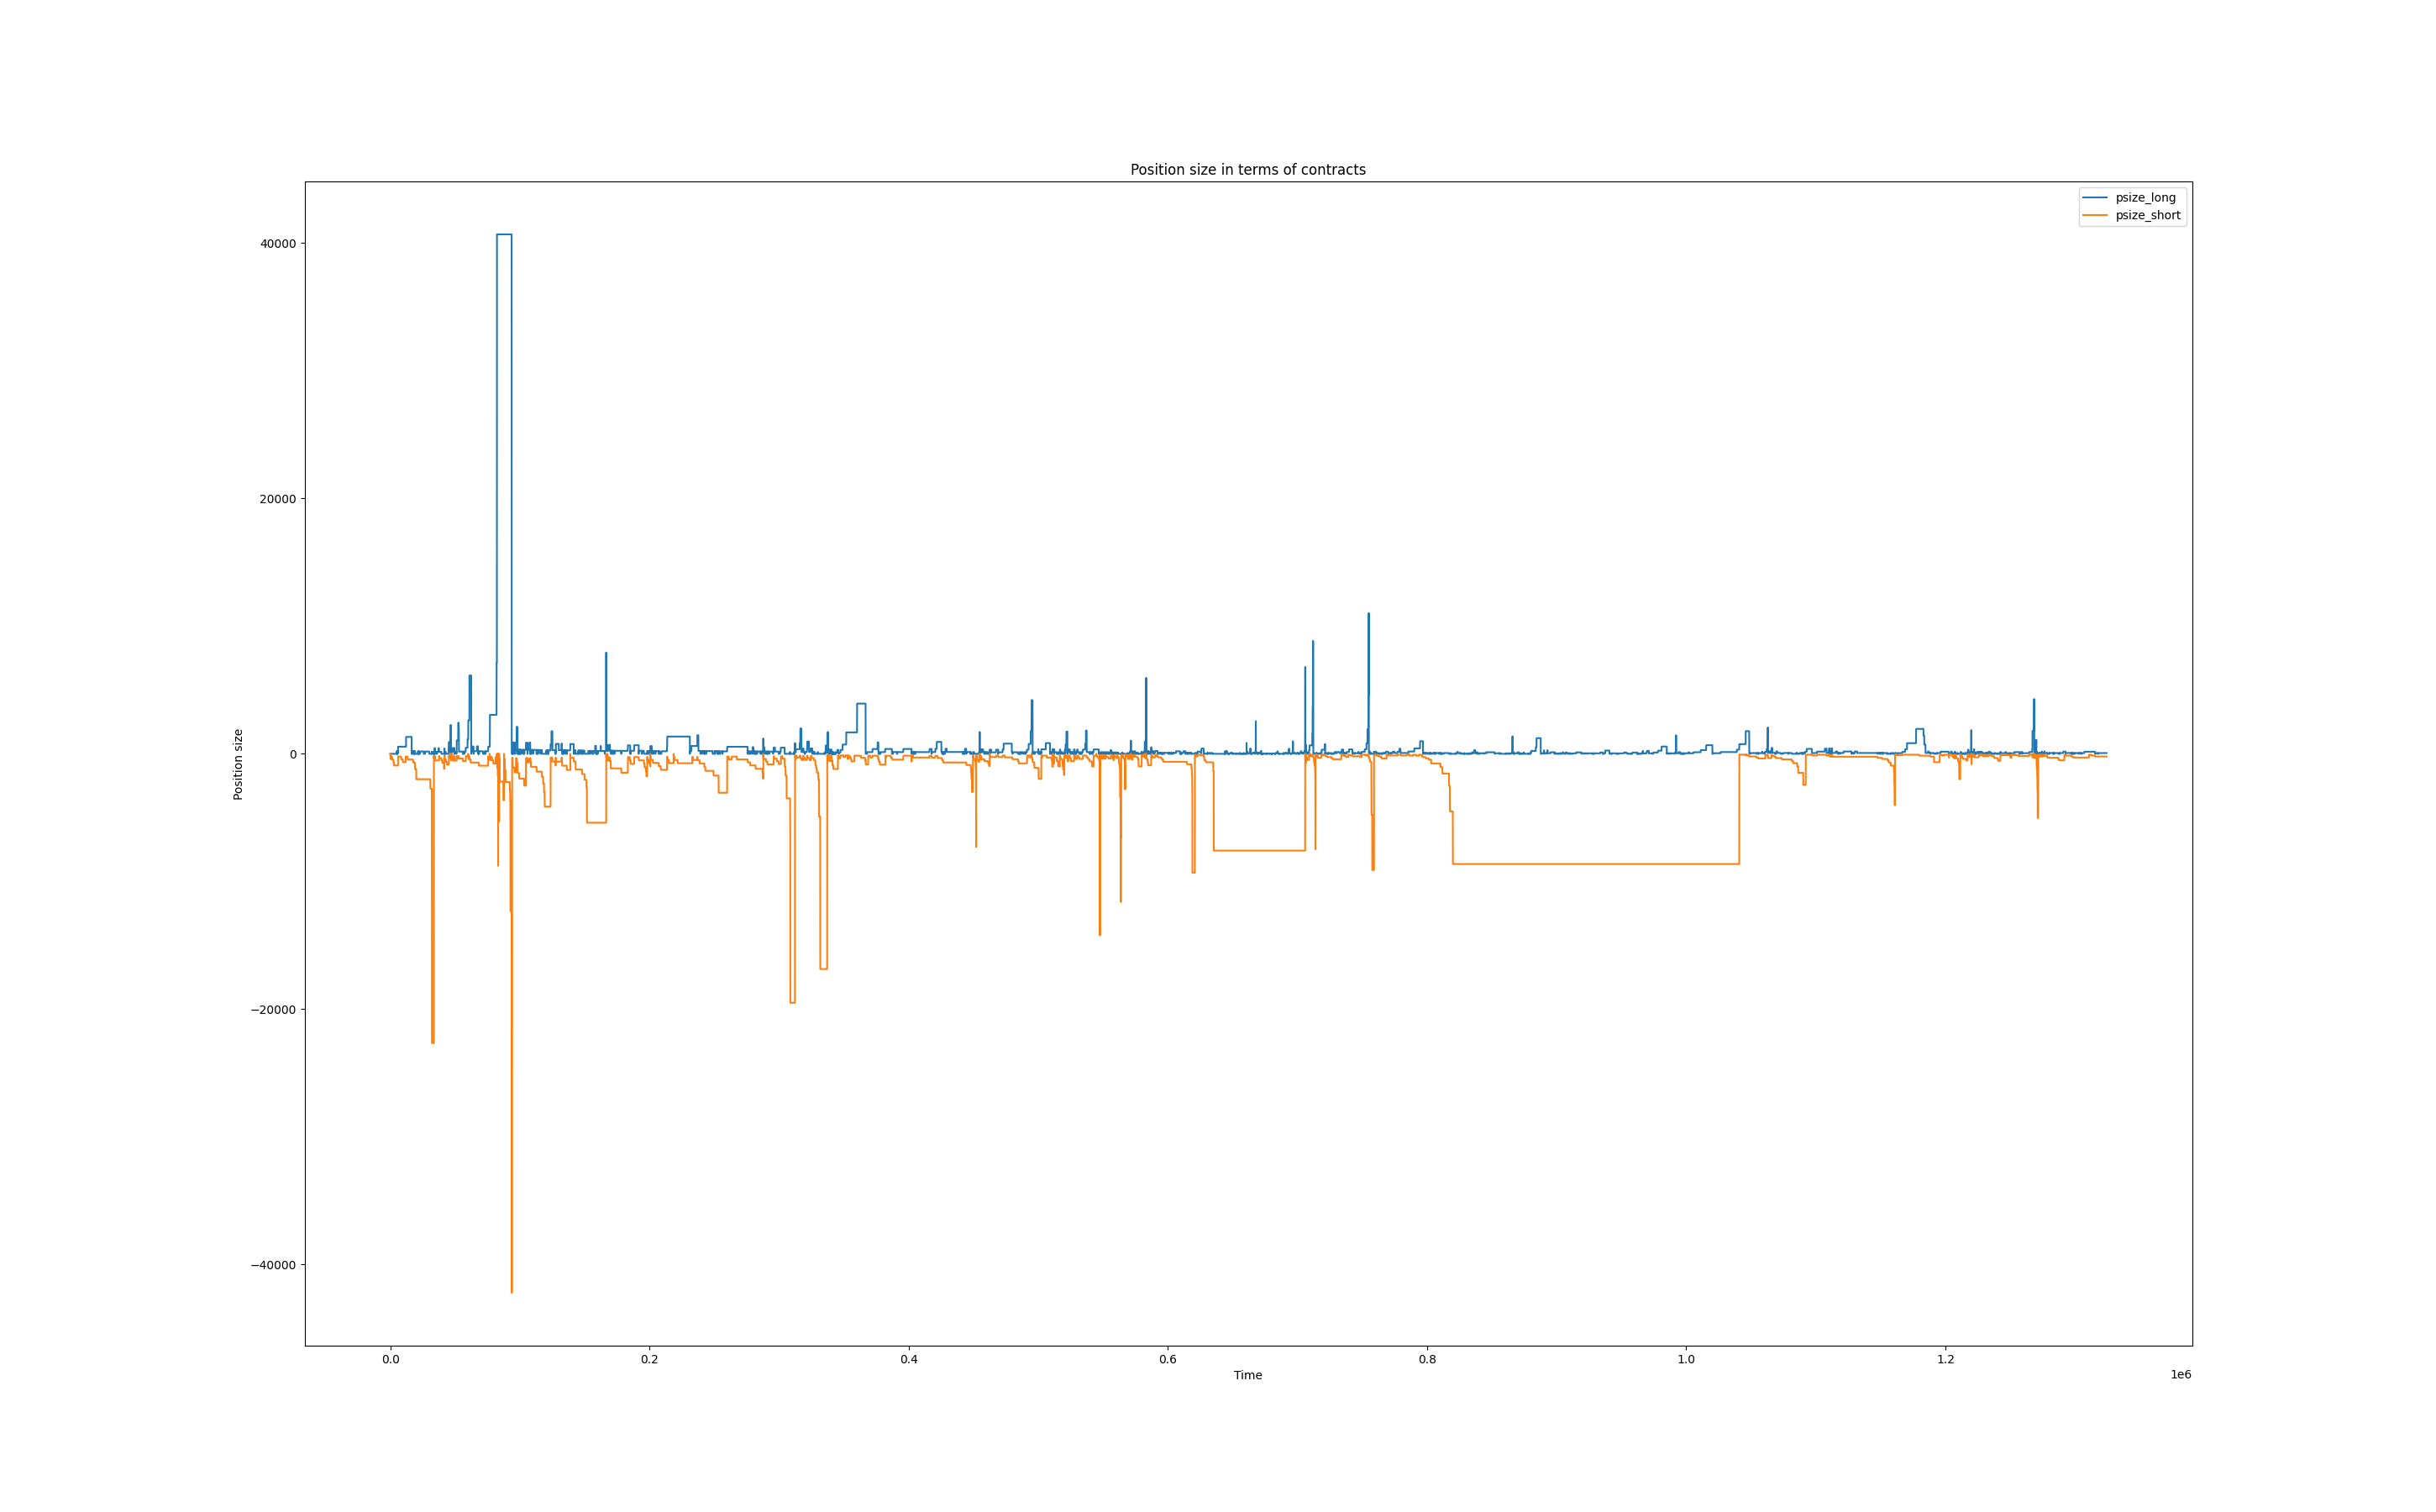 Position size in terms of contracts
psize_long
psize_short
40000
20000
0
−20000
−40000
Position size
0.0
0.2
0.4
0.6
0.8
1.0
1.2
1e6
Time